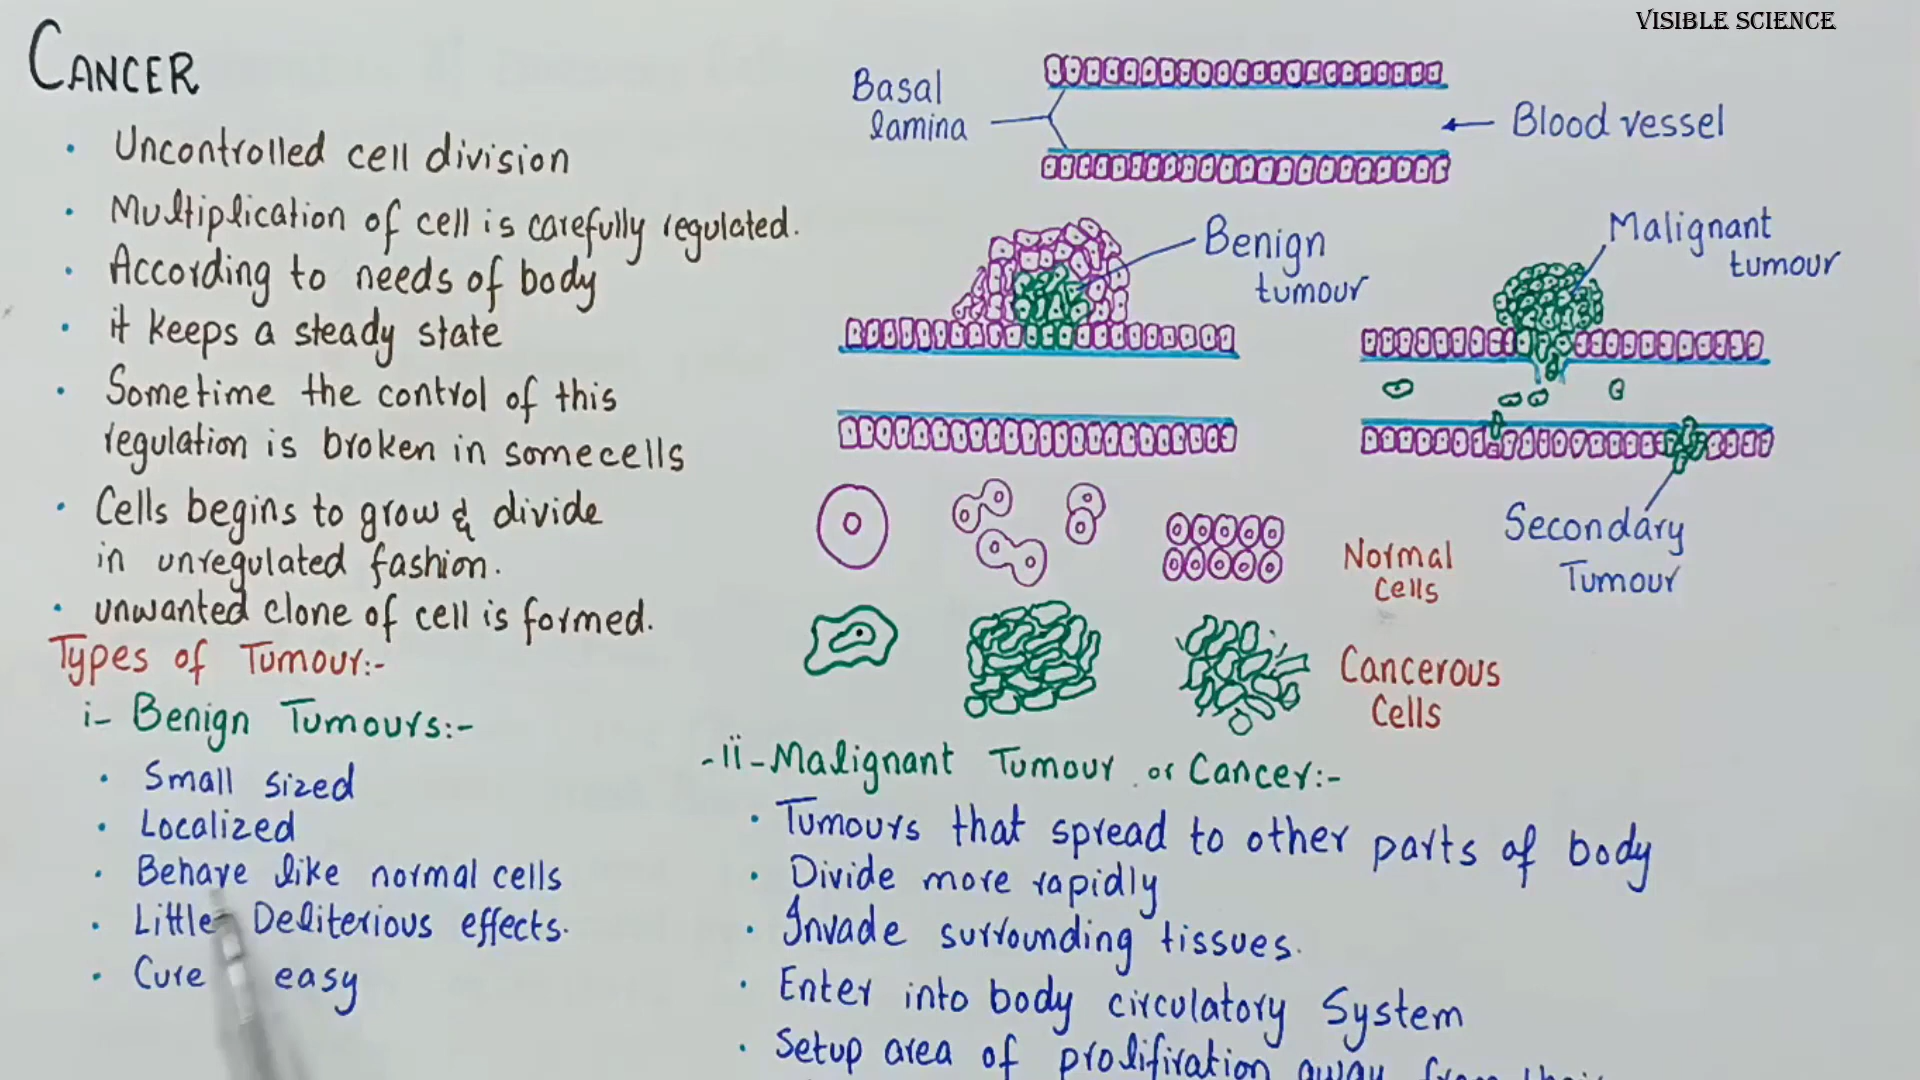 VISIBLE SCIENCE
CANCER
• Uncontrolled cell division
• Multiplication of cell is carefully regulated.
• According to needs of body
• it keeps a steady state
• Sometime the control of this
regulation is broken in somecells
• Cells begins to grow & divide
in unregulated fashion.
• unwanted clone of cell is formed.
Types of Tumour:-
i- Benign Tumours:-
• Small sized
• Localized
• Behave like normal cells
• Little Deliterious effects.
• Cure easy
Basal
lamina
Blood vessel
Benign
tumour
Malignant
tumour
Secondary
Tumour
Normal
Cells
Cancerous
Cells
-ii-Malignant Tumour or Cancer:-
• Tumours that spread to other parts of body
• Divide more rapidly
• Invade surrounding tissues.
• Enter into body circulatory System
• Setup area of prolifiration away from their